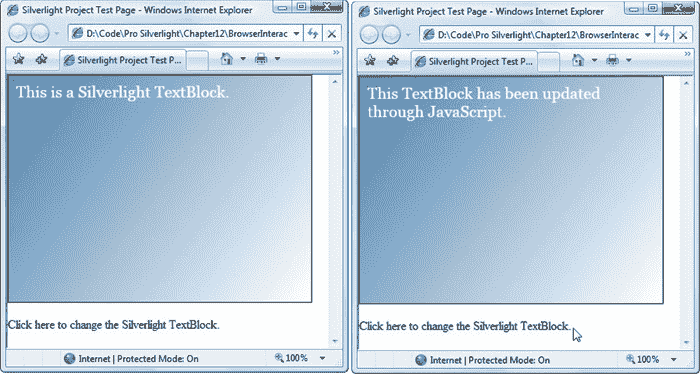 Silverlight Project Test Page - Windows Internet Explorer
D:\Code\Pro Silverlight\Chapter12\BrowserInterac
Silverlight Project Test P...
This is a Silverlight TextBlock.
Click here to change the Silverlight TextBlock.
Internet | Protected Mode: On
100%
Silverlight Project Test Page - Windows Internet Explorer
D:\Code\Pro Silverlight\Chapter12\BrowserInterac
Silverlight Project Test P...
This TextBlock has been updated
through JavaScript.
Click here to change the Silverlight TextBlock.
Internet | Protected Mode: On
100%